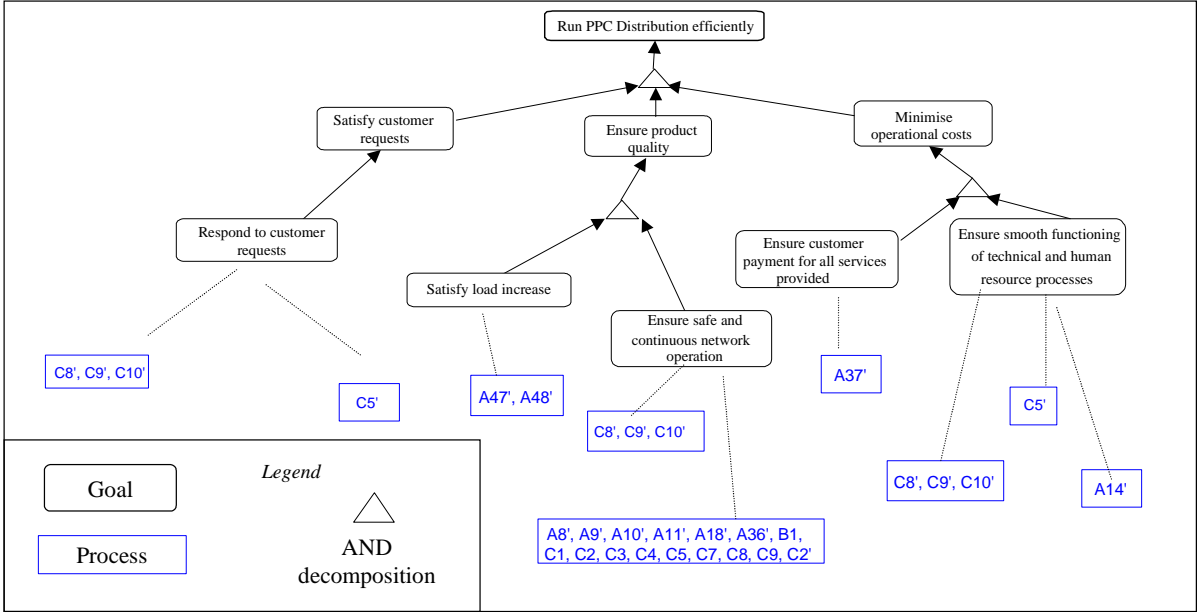 Run PPC Distribution efficiently
Satisfy customer
requests
Ensure product
quality
Minimise
operational costs
Respond to customer
requests
Ensure customer
payment for all services
provided
Ensure smooth functioning
of technical and human
resource processes
Satisfy load increase
Ensure safe and
continuous network
operation
C8', C9', C10'
C5'
A47', A48'
C8', C9', C10'
A37'
C5'
C8', C9', C10'
A14'
A8', A9', A10', A11', A18', A36', B1,
C1, C2, C3, C4, C5, C7, C8, C9, C2'
Legend
Goal
Process
AND
decomposition